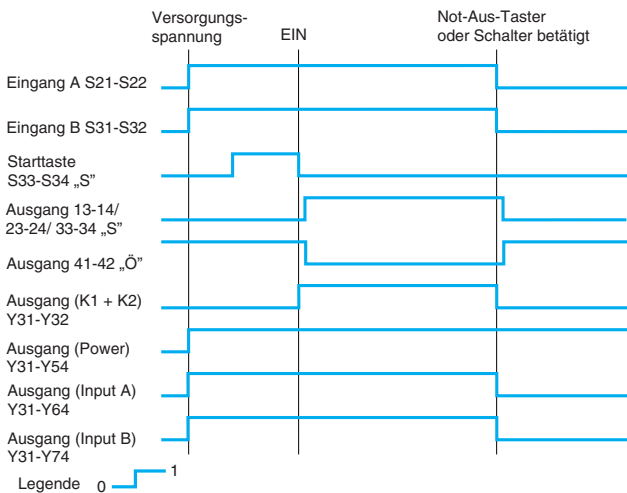 Versorgungs-
spannung
EIN
Not-Aus-Taster
oder Schalter betätigt
Eingang A S21-S22
Eingang B S31-S32
Starttaste
S33-S34 „S”
Ausgang 13-14/
23-24/ 33-34 „S”
Ausgang 41-42 „Ö”
Ausgang (K1 + K2)
Y31-Y32
Ausgang (Power)
Y31-Y54
Ausgang (Input A)
Y31-Y64
Ausgang (Input B)
Y31-Y74
Legende 0 1